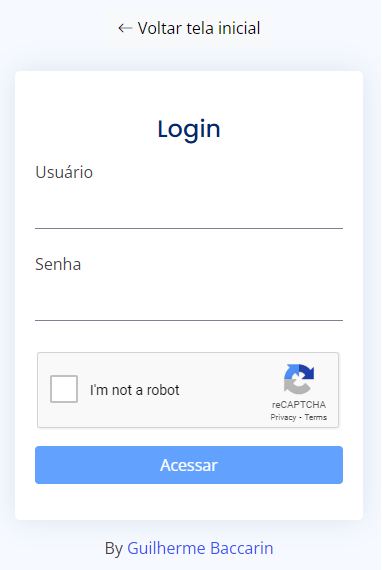 ← Voltar tela inicial
Login
Usuário
Senha
I'm not a robot
reCAPTCHA
Privacy - Terms
Acessar
By Guilherme Baccarin